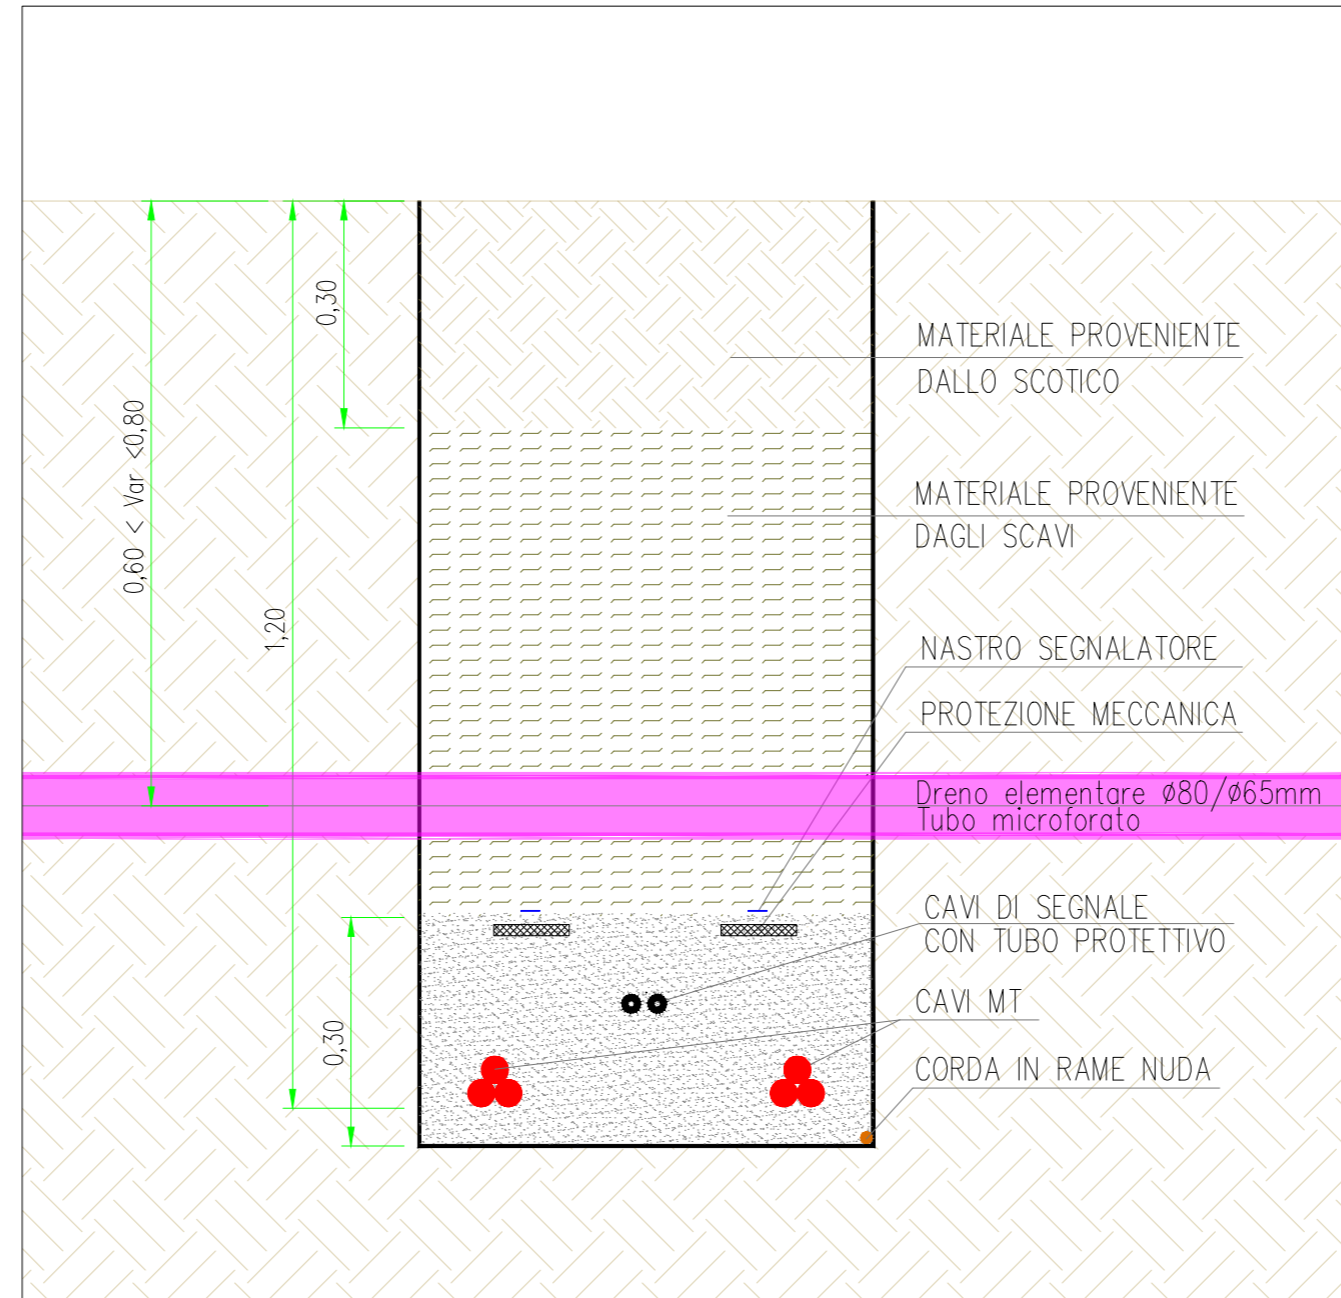 0,30
MATERIALE PROVENIENTE
DALLO SCOTICO
0,60 < Var <0,80
MATERIALE PROVENIENTE
DAGLI SCAVI
1,20
NASTRO SEGNALATORE
PROTEZIONE MECCANICA
Dreno elementare Ø80/Ø65mm
Tubo microforato
CAVI DI SEGNALE
CON TUBO PROTETTIVO
CAVI MT
0,30
CORDA IN RAME NUDA